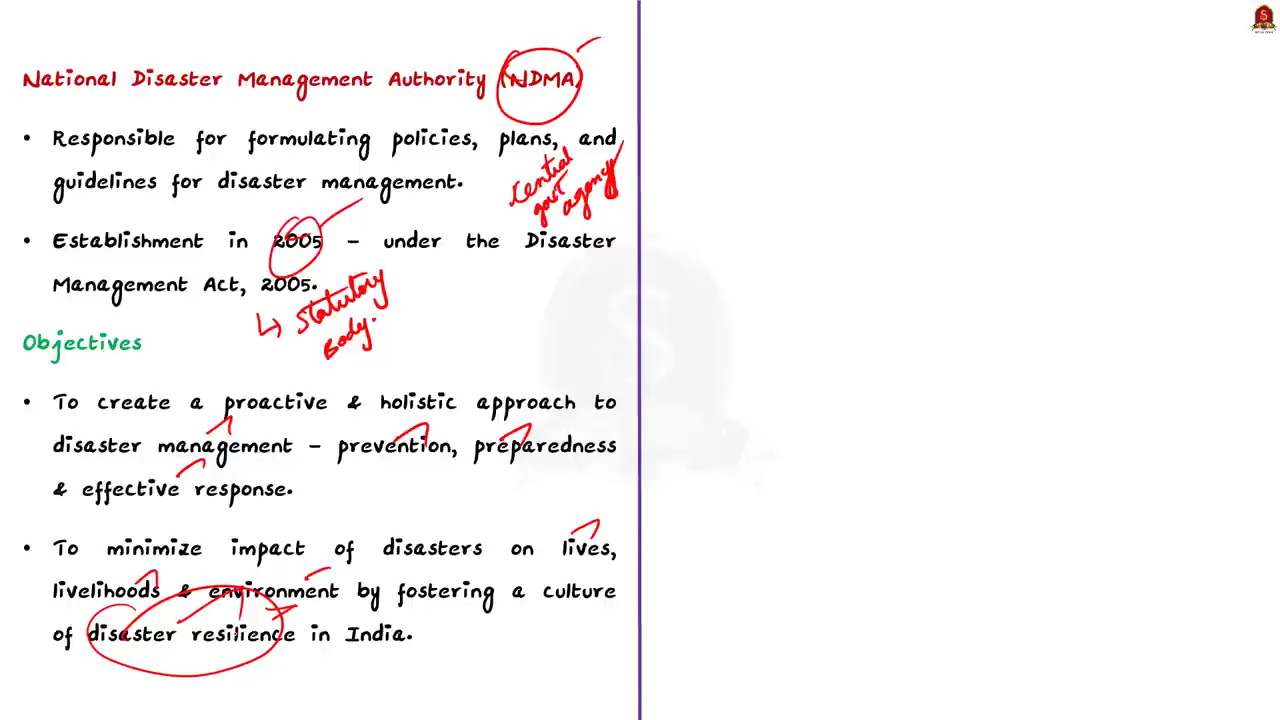 National Disaster Management Authority (NDMA)
• Responsible for formulating policies, plans, and
guidelines for disaster management.
Central
govt
agency
• Establishment in 2005 – under the Disaster
Management Act, 2005.
↳ Statutory
Body.
Objectives
• To create a proactive & holistic approach to
disaster management – prevention, preparedness
& effective response.
• To minimize impact of disasters on lives,
livelihoods & environment by fostering a culture
of disaster resilience in India.
S